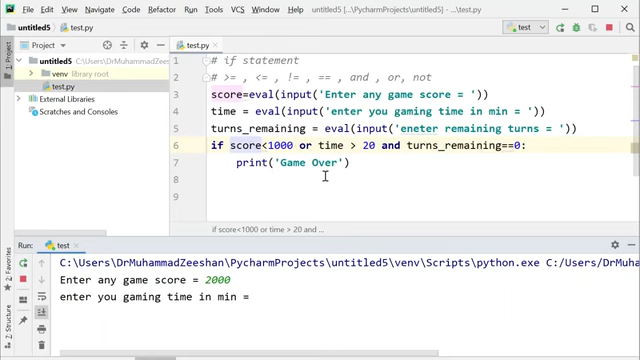 File Edit View Navigate Code Refactor Run Tools VCS Window Help untitled5 [...\PycharmProjects\untitled5] - ...\test.py
untitled5 test.py test
Project
test.py
1: Project
untitled5 C:\Users\DrMuhammadZeeshan\PycharmProjects\untitled5
venv library root
test.py
External Libraries
Scratches and Consoles
1 # if statement
2 # >= , <= , != , == , and , or, not
3 score=eval(input('Enter any game score = '))
4 time = eval(input('enter you gaming time in min = '))
5 turns_remaining = eval(input('eneter remaining turns = '))
6 if score<1000 or time > 20 and turns_remaining==0:
7 print('Game Over')
8
9
if score<1000 or time > 20 and ...
Run: test
C:\Users\DrMuhammadZeeshan\PycharmProjects\untitled5\venv\Scripts\python.exe C:/Users/DrMuh
Enter any game score = 2000
enter you gaming time in min =
2: Favorites
7: Structure